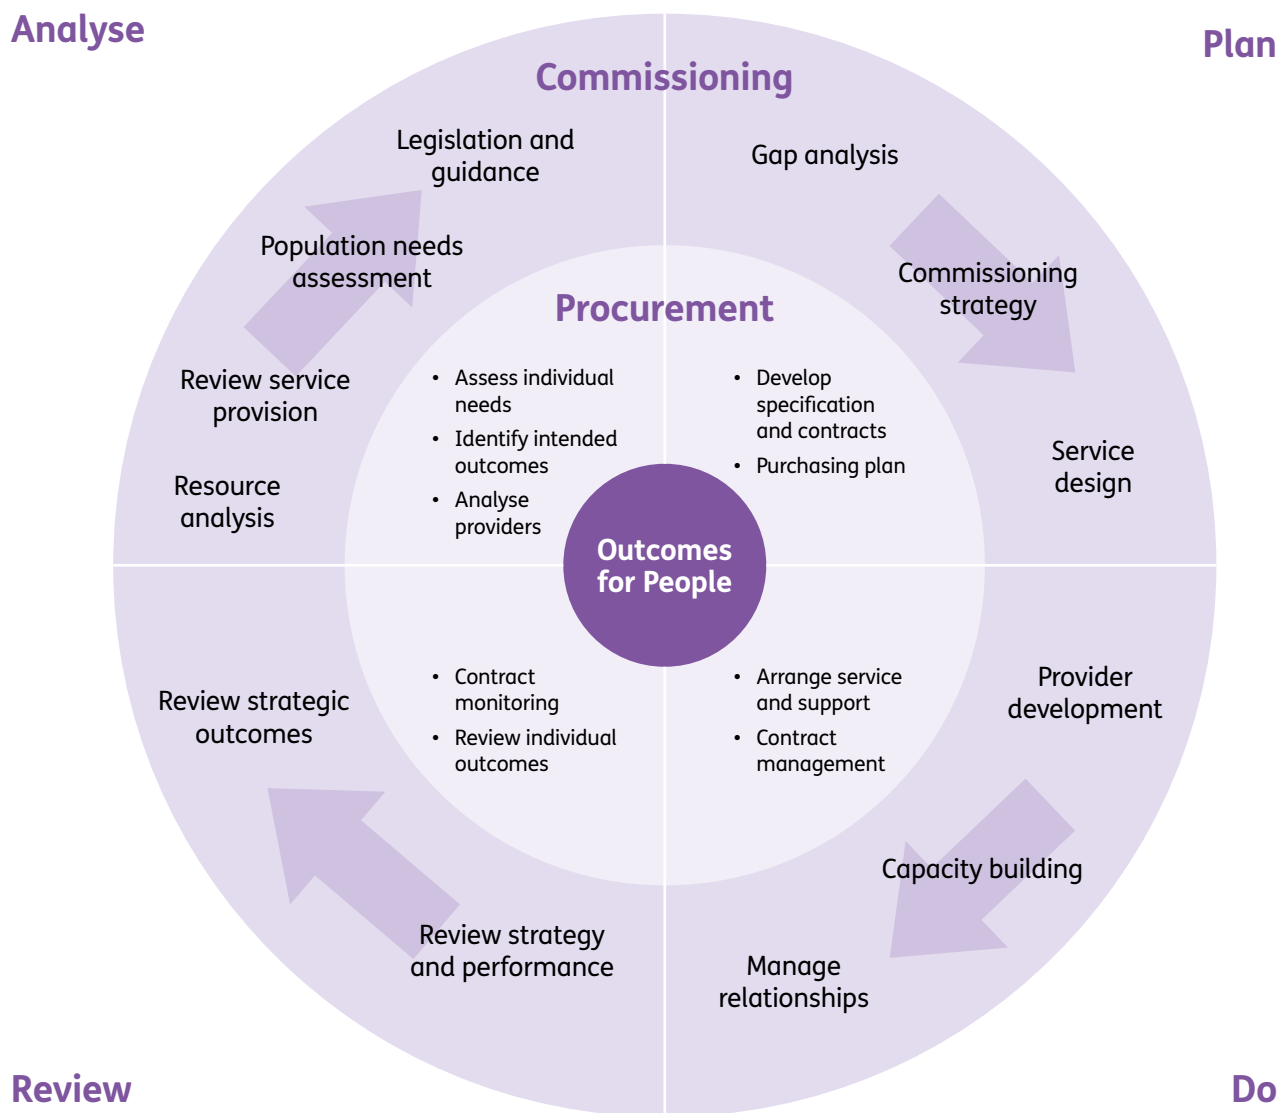 Analyse
Plan
Commissioning
Legislation and
guidance
Population needs
assessment
Review service
provision
Resource
analysis
Gap analysis
Commissioning
strategy
Service
design
Procurement
• Assess individual
needs
• Identify intended
outcomes
• Analyse
providers
• Develop
specification
and contracts
• Purchasing plan
Outcomes
for People
• Contract
monitoring
• Review individual
outcomes
• Arrange service
and support
• Contract
management
Review strategic
outcomes
Review strategy
and performance
Provider
development
Capacity building
Manage
relationships
Review
Do